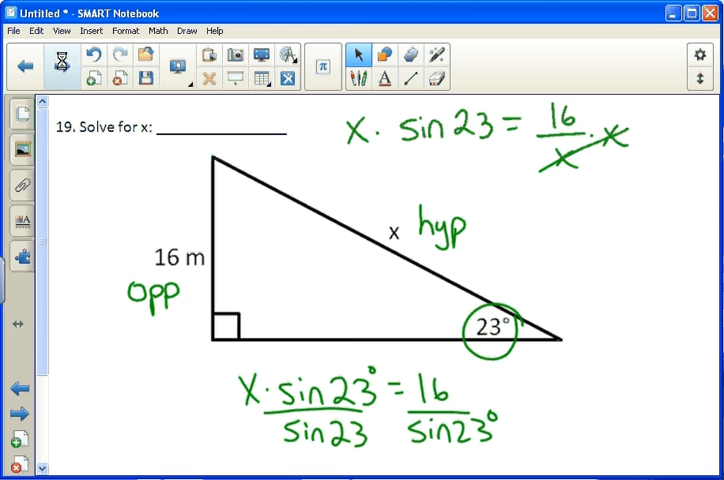 Untitled * - SMART Notebook
File Edit View Insert Format Math Draw Help
19. Solve for x: ____________________
x · sin 23 = 16/x · x
x hyp
16 m
opp
23°
x · sin 23° = 16
sin 23 sin 23°